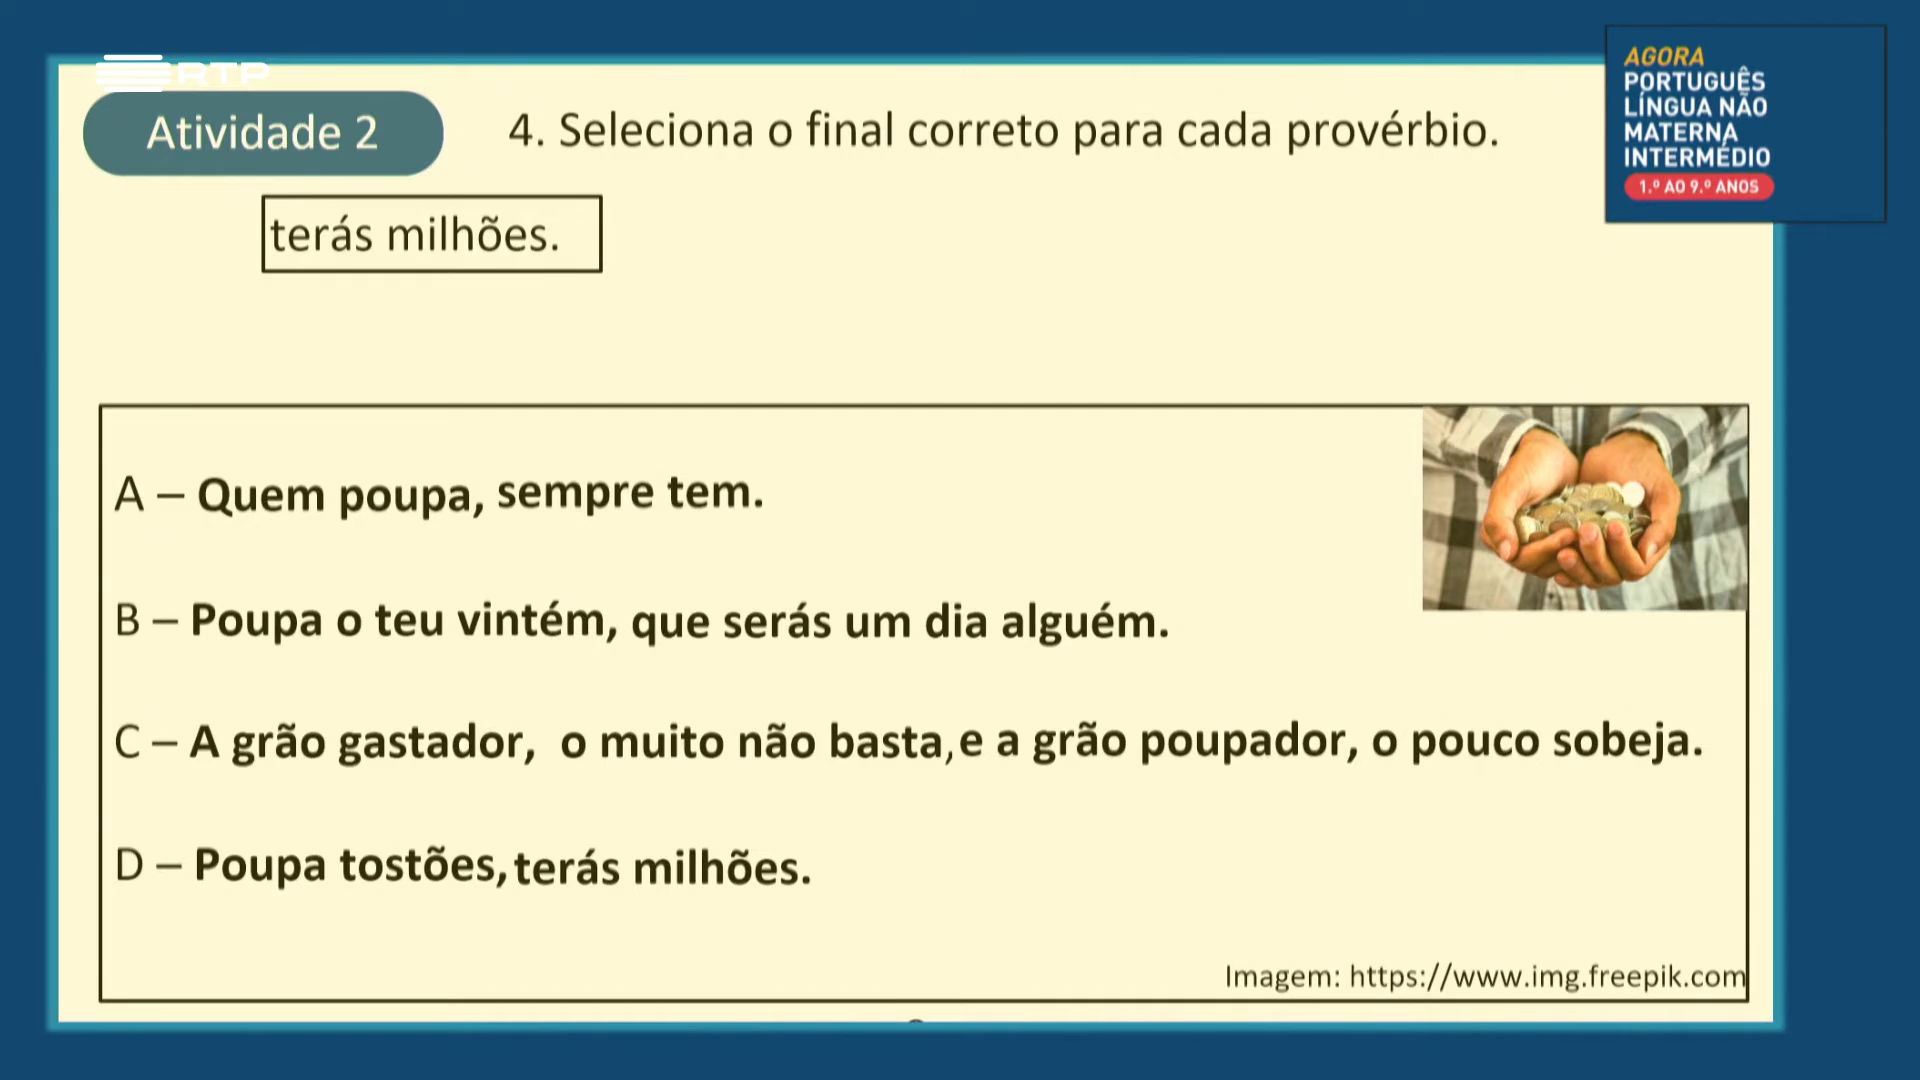 RTP
AGORA
PORTUGUÊS
LÍNGUA NÃO
MATERNA
INTERMÉDIO
1.º AO 9.º ANOS
Atividade 2
4. Seleciona o final correto para cada provérbio.
terás milhões.
A – Quem poupa, sempre tem.
B – Poupa o teu vintém, que serás um dia alguém.
C – A grão gastador, o muito não basta, e a grão poupador, o pouco sobeja.
D – Poupa tostões, terás milhões.
Imagem: https://www.img.freepik.com